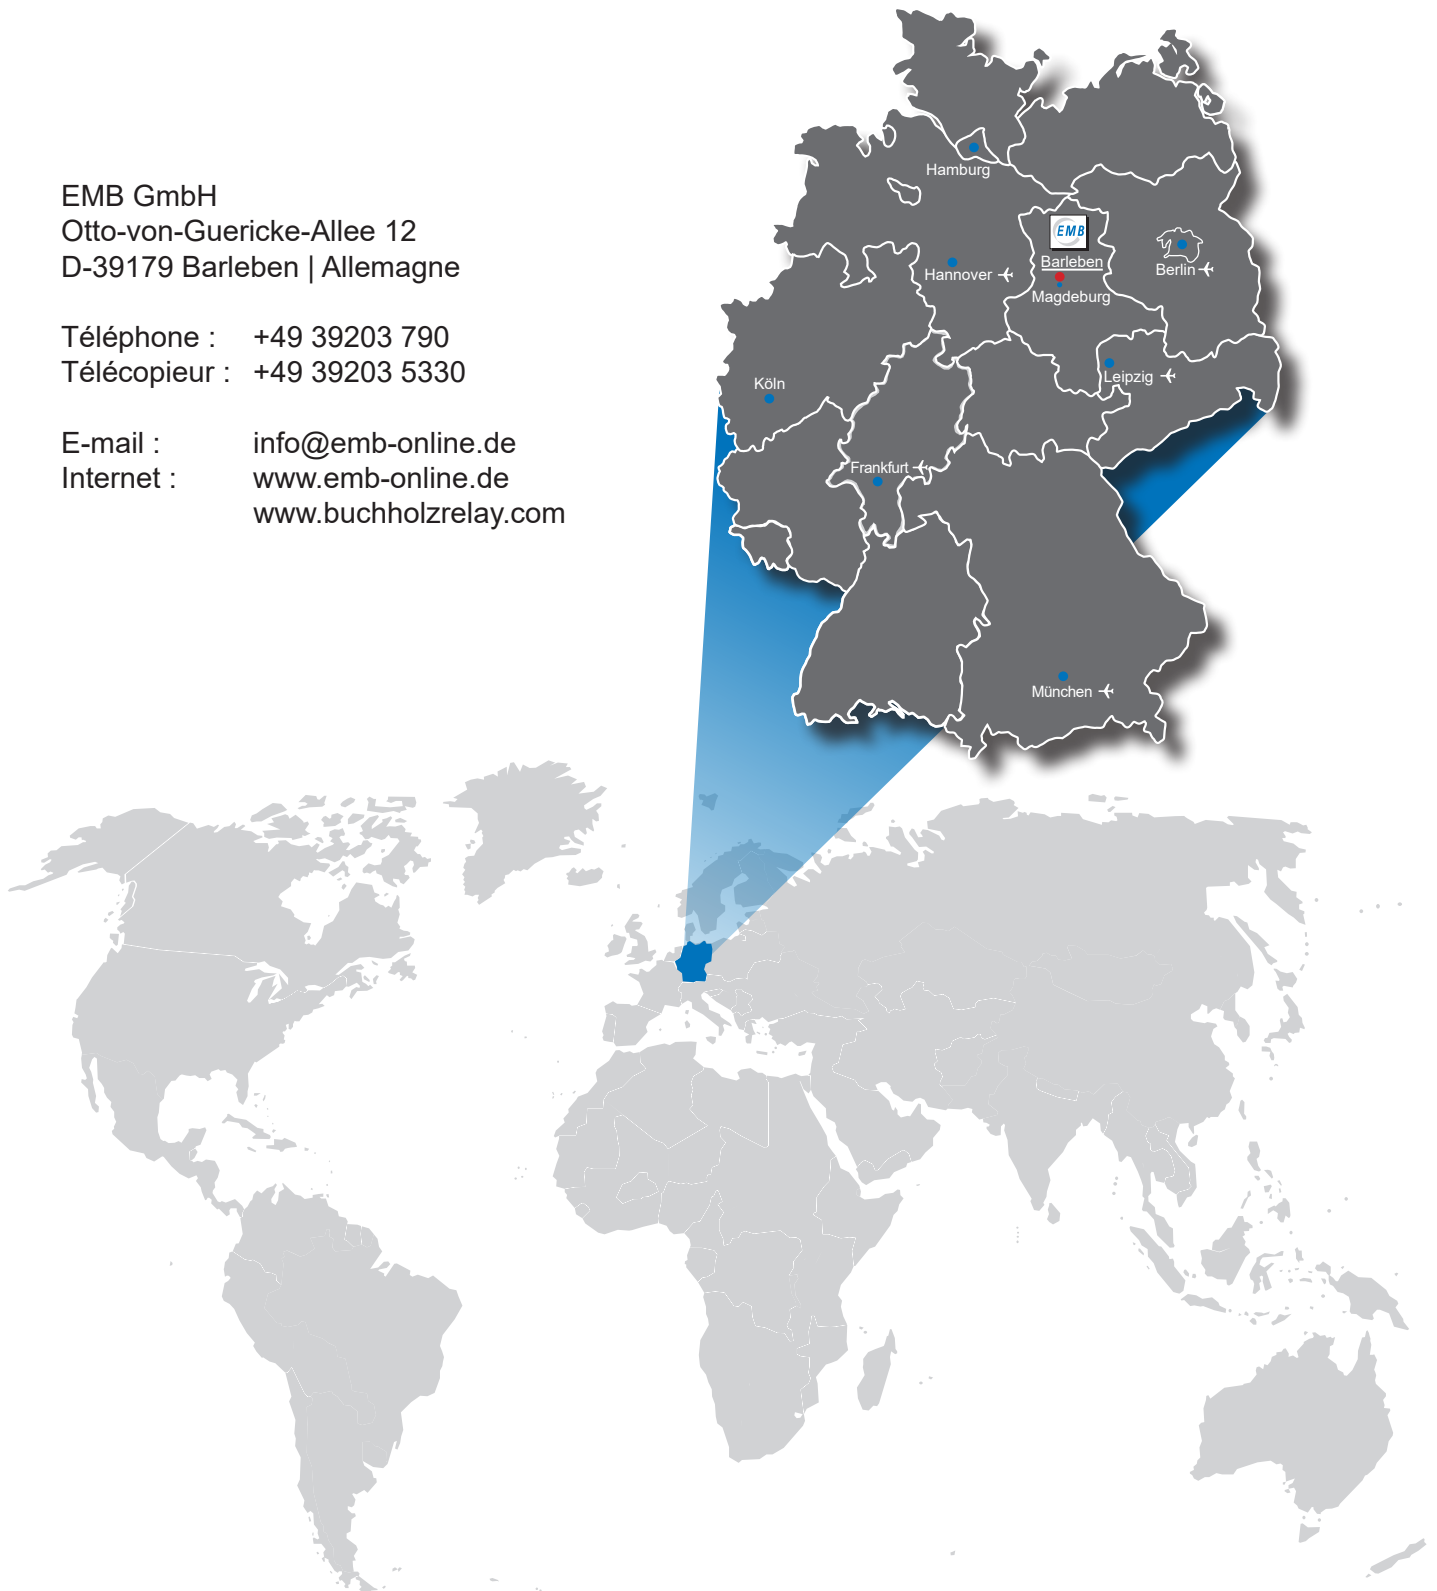 EMB GmbH
Otto-von-Guericke-Allee 12
D-39179 Barleben | Allemagne
Téléphone : +49 39203 790
Télécopieur : +49 39203 5330
E-mail : info@emb-online.de
Internet : www.emb-online.de
www.buchholzrelay.com
Hamburg
EMB
Barleben
Hannover
Berlin
Magdeburg
Leipzig
Köln
Frankfurt
München